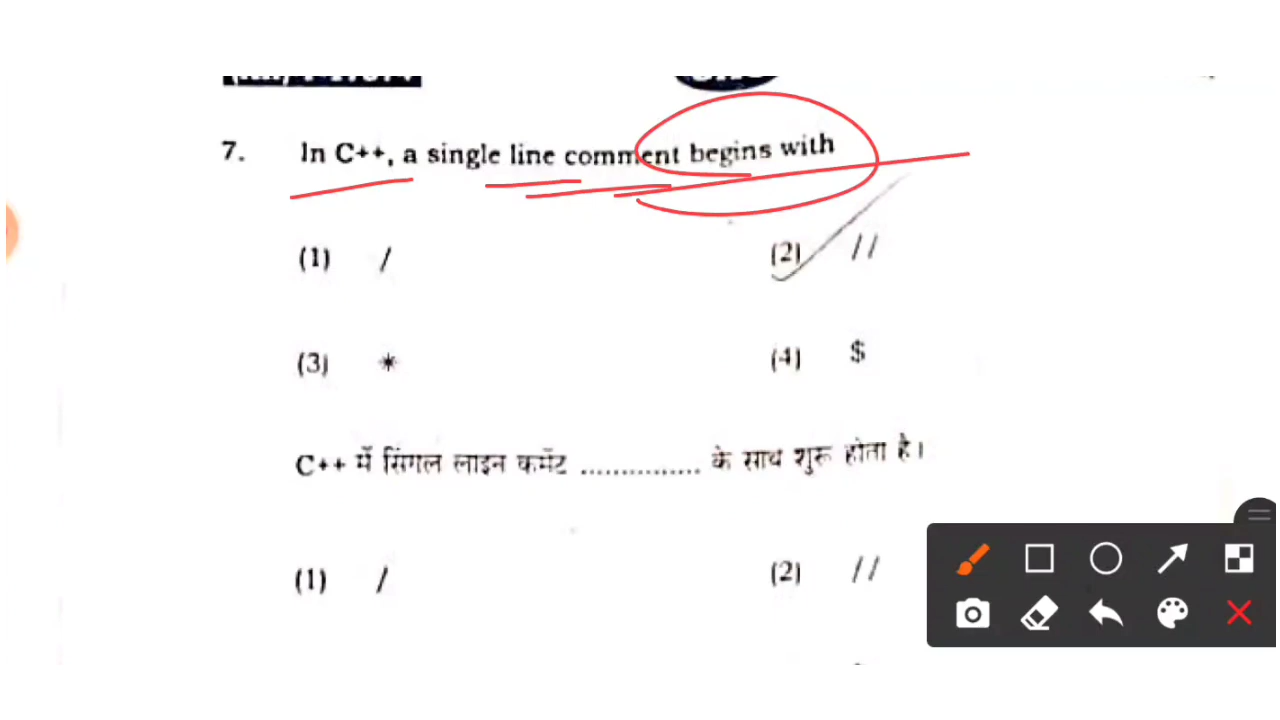 7. In C++, a single line comment begins with
(1) / (2) //
(3) * (4) $
C++ में सिंगल लाइन कमेंट ............... के साथ शुरू होता है।
(1) / (2) //